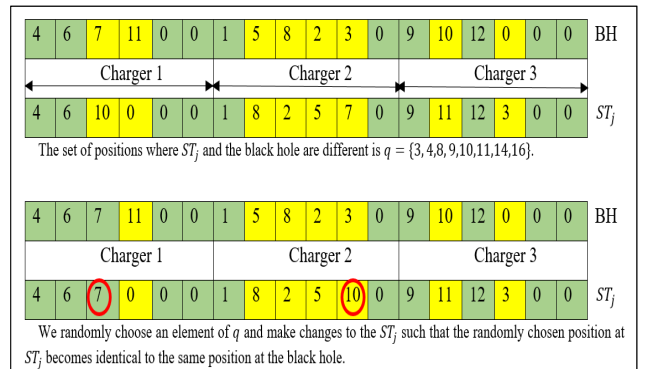 4 6 7 11 0 0 1 5 8 2 3 0 9 10 12 0 0 0 BH
Charger 1 Charger 2 Charger 3
4 6 10 0 0 0 1 8 2 5 7 0 9 11 12 3 0 0 STj
The set of positions where STj and the black hole are different is q = {3, 4,8, 9,10,11,14,16}.
4 6 7 11 0 0 1 5 8 2 3 0 9 10 12 0 0 0 BH
Charger 1 Charger 2 Charger 3
4 6 7 0 0 0 1 8 2 5 10 0 9 11 12 3 0 0 STj
We randomly choose an element of q and make changes to the STj such that the randomly chosen position at
STj becomes identical to the same position at the black hole.